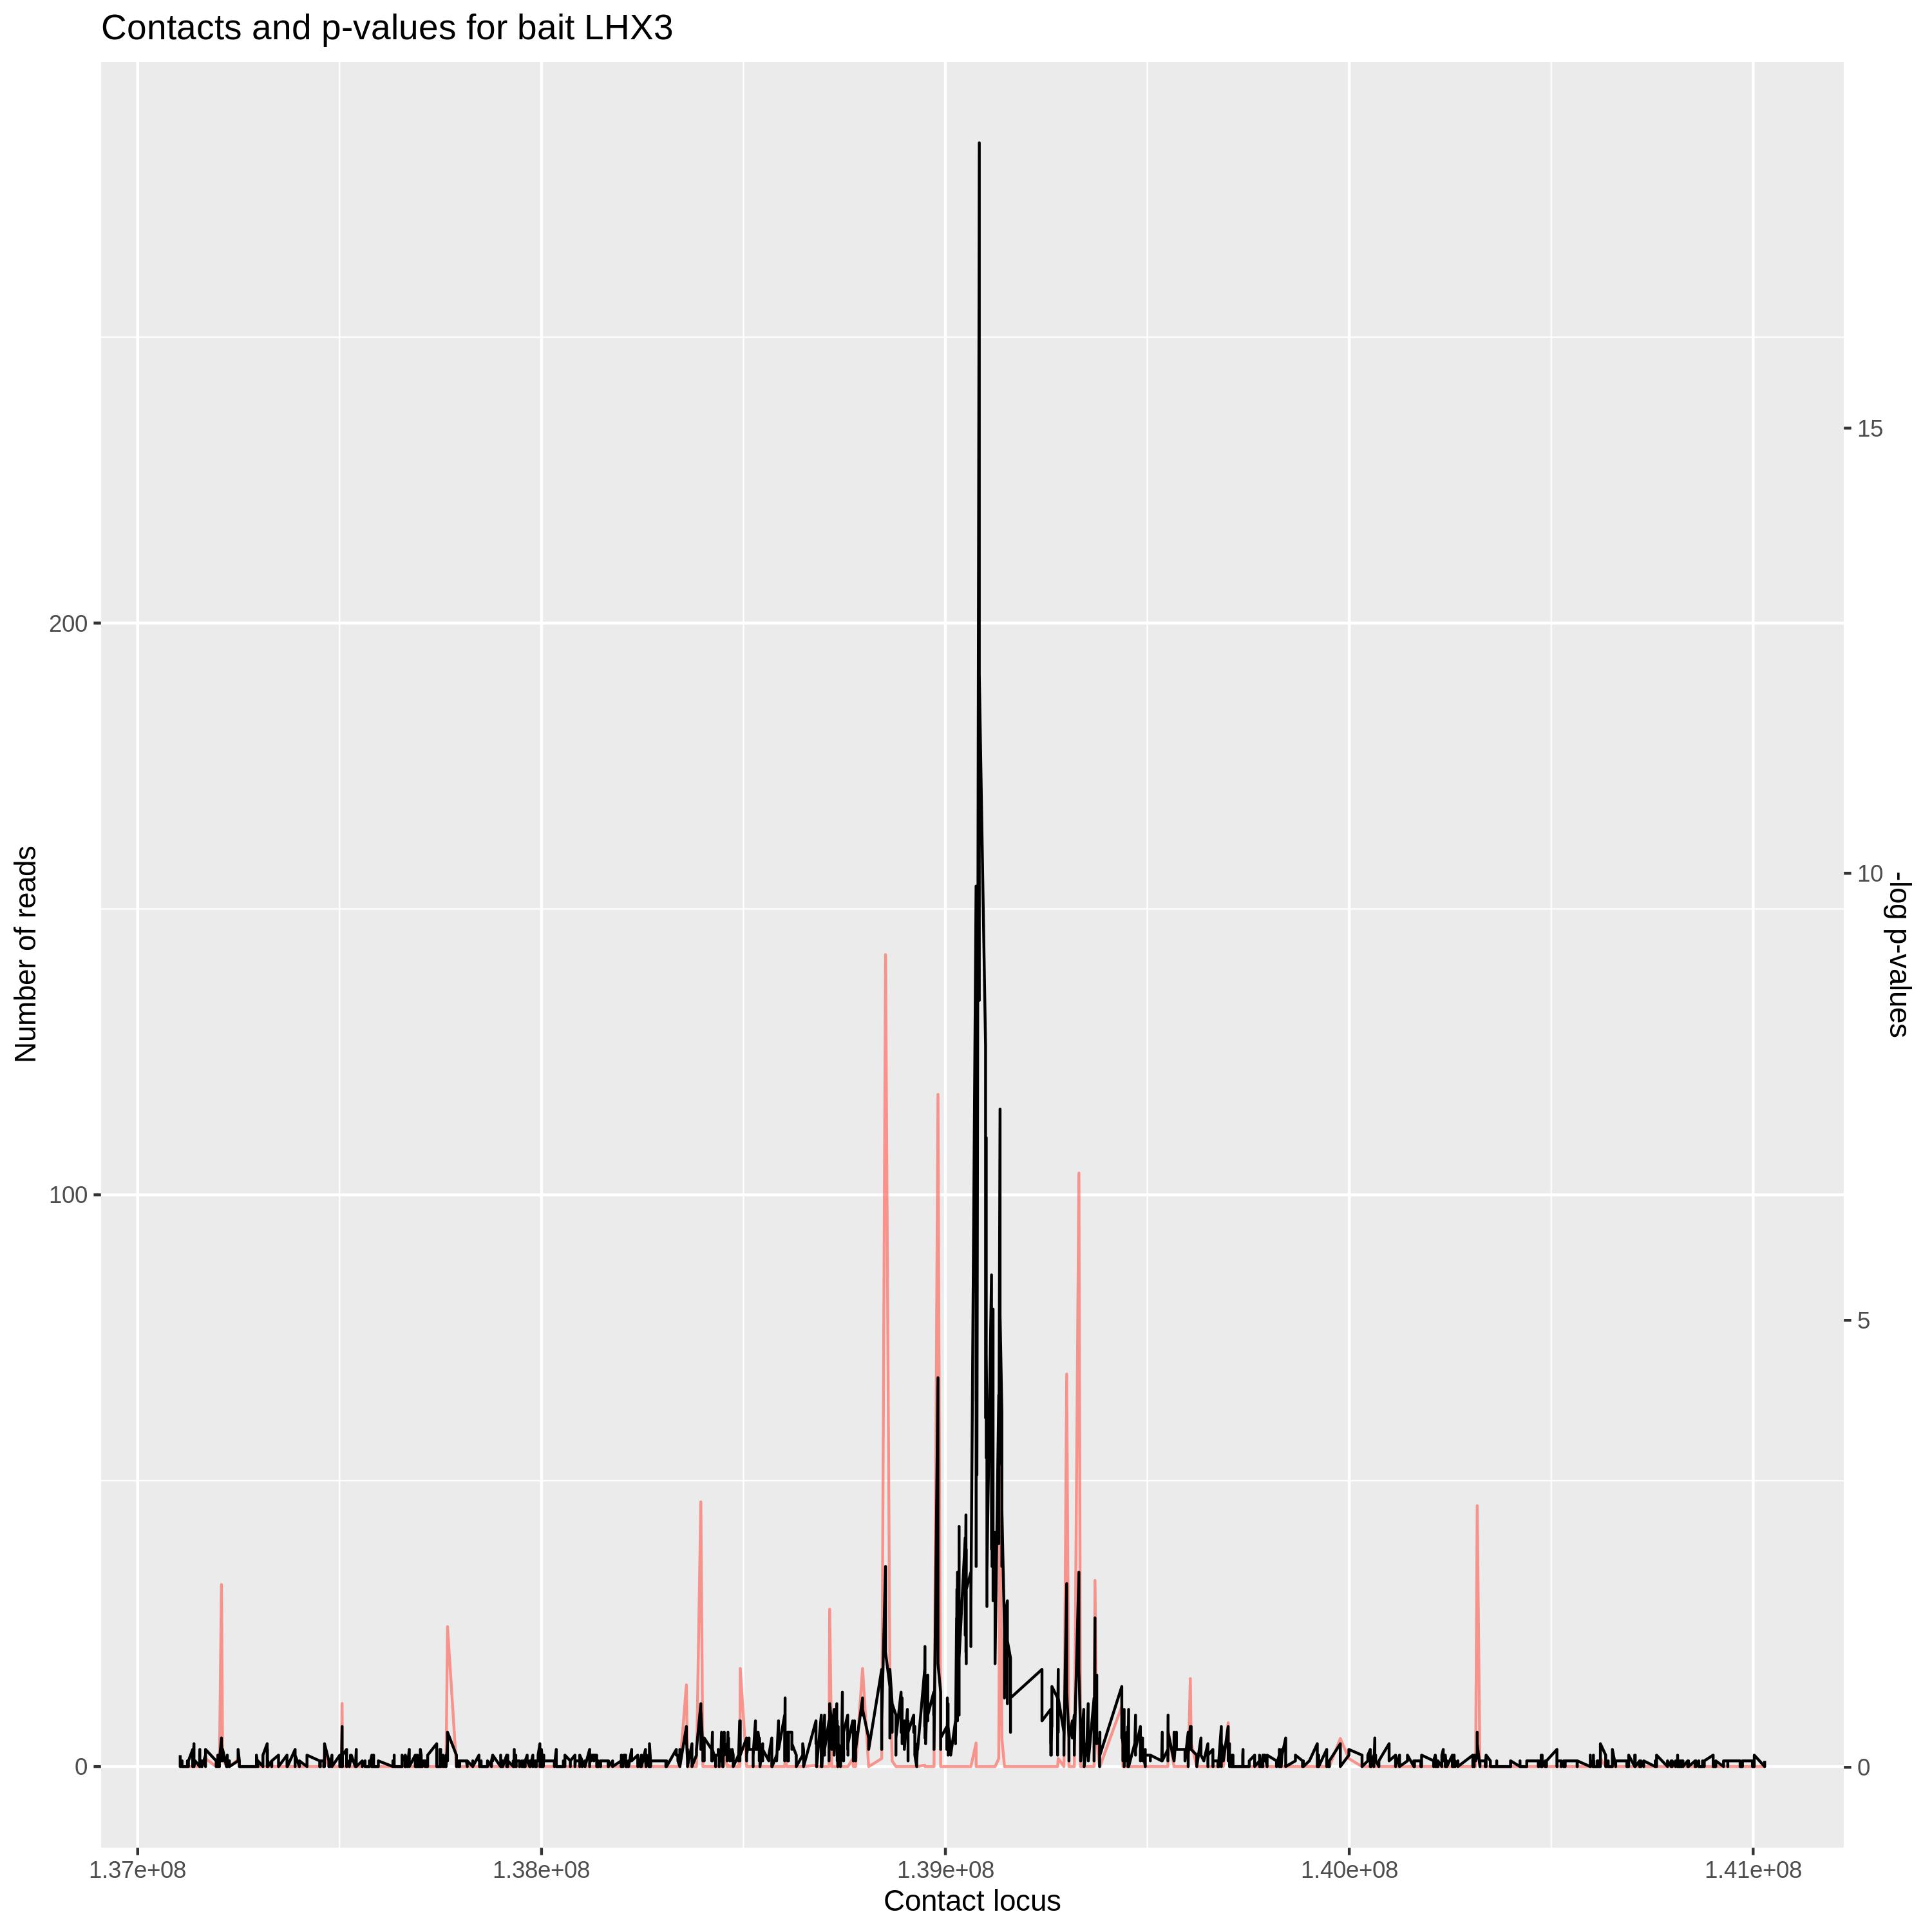 Contacts and p-values for bait LHX3
Number of reads
200
100
0
15
10
5
0
-log p-values
1.37e+08 1.38e+08 1.39e+08 1.40e+08 1.41e+08
Contact locus